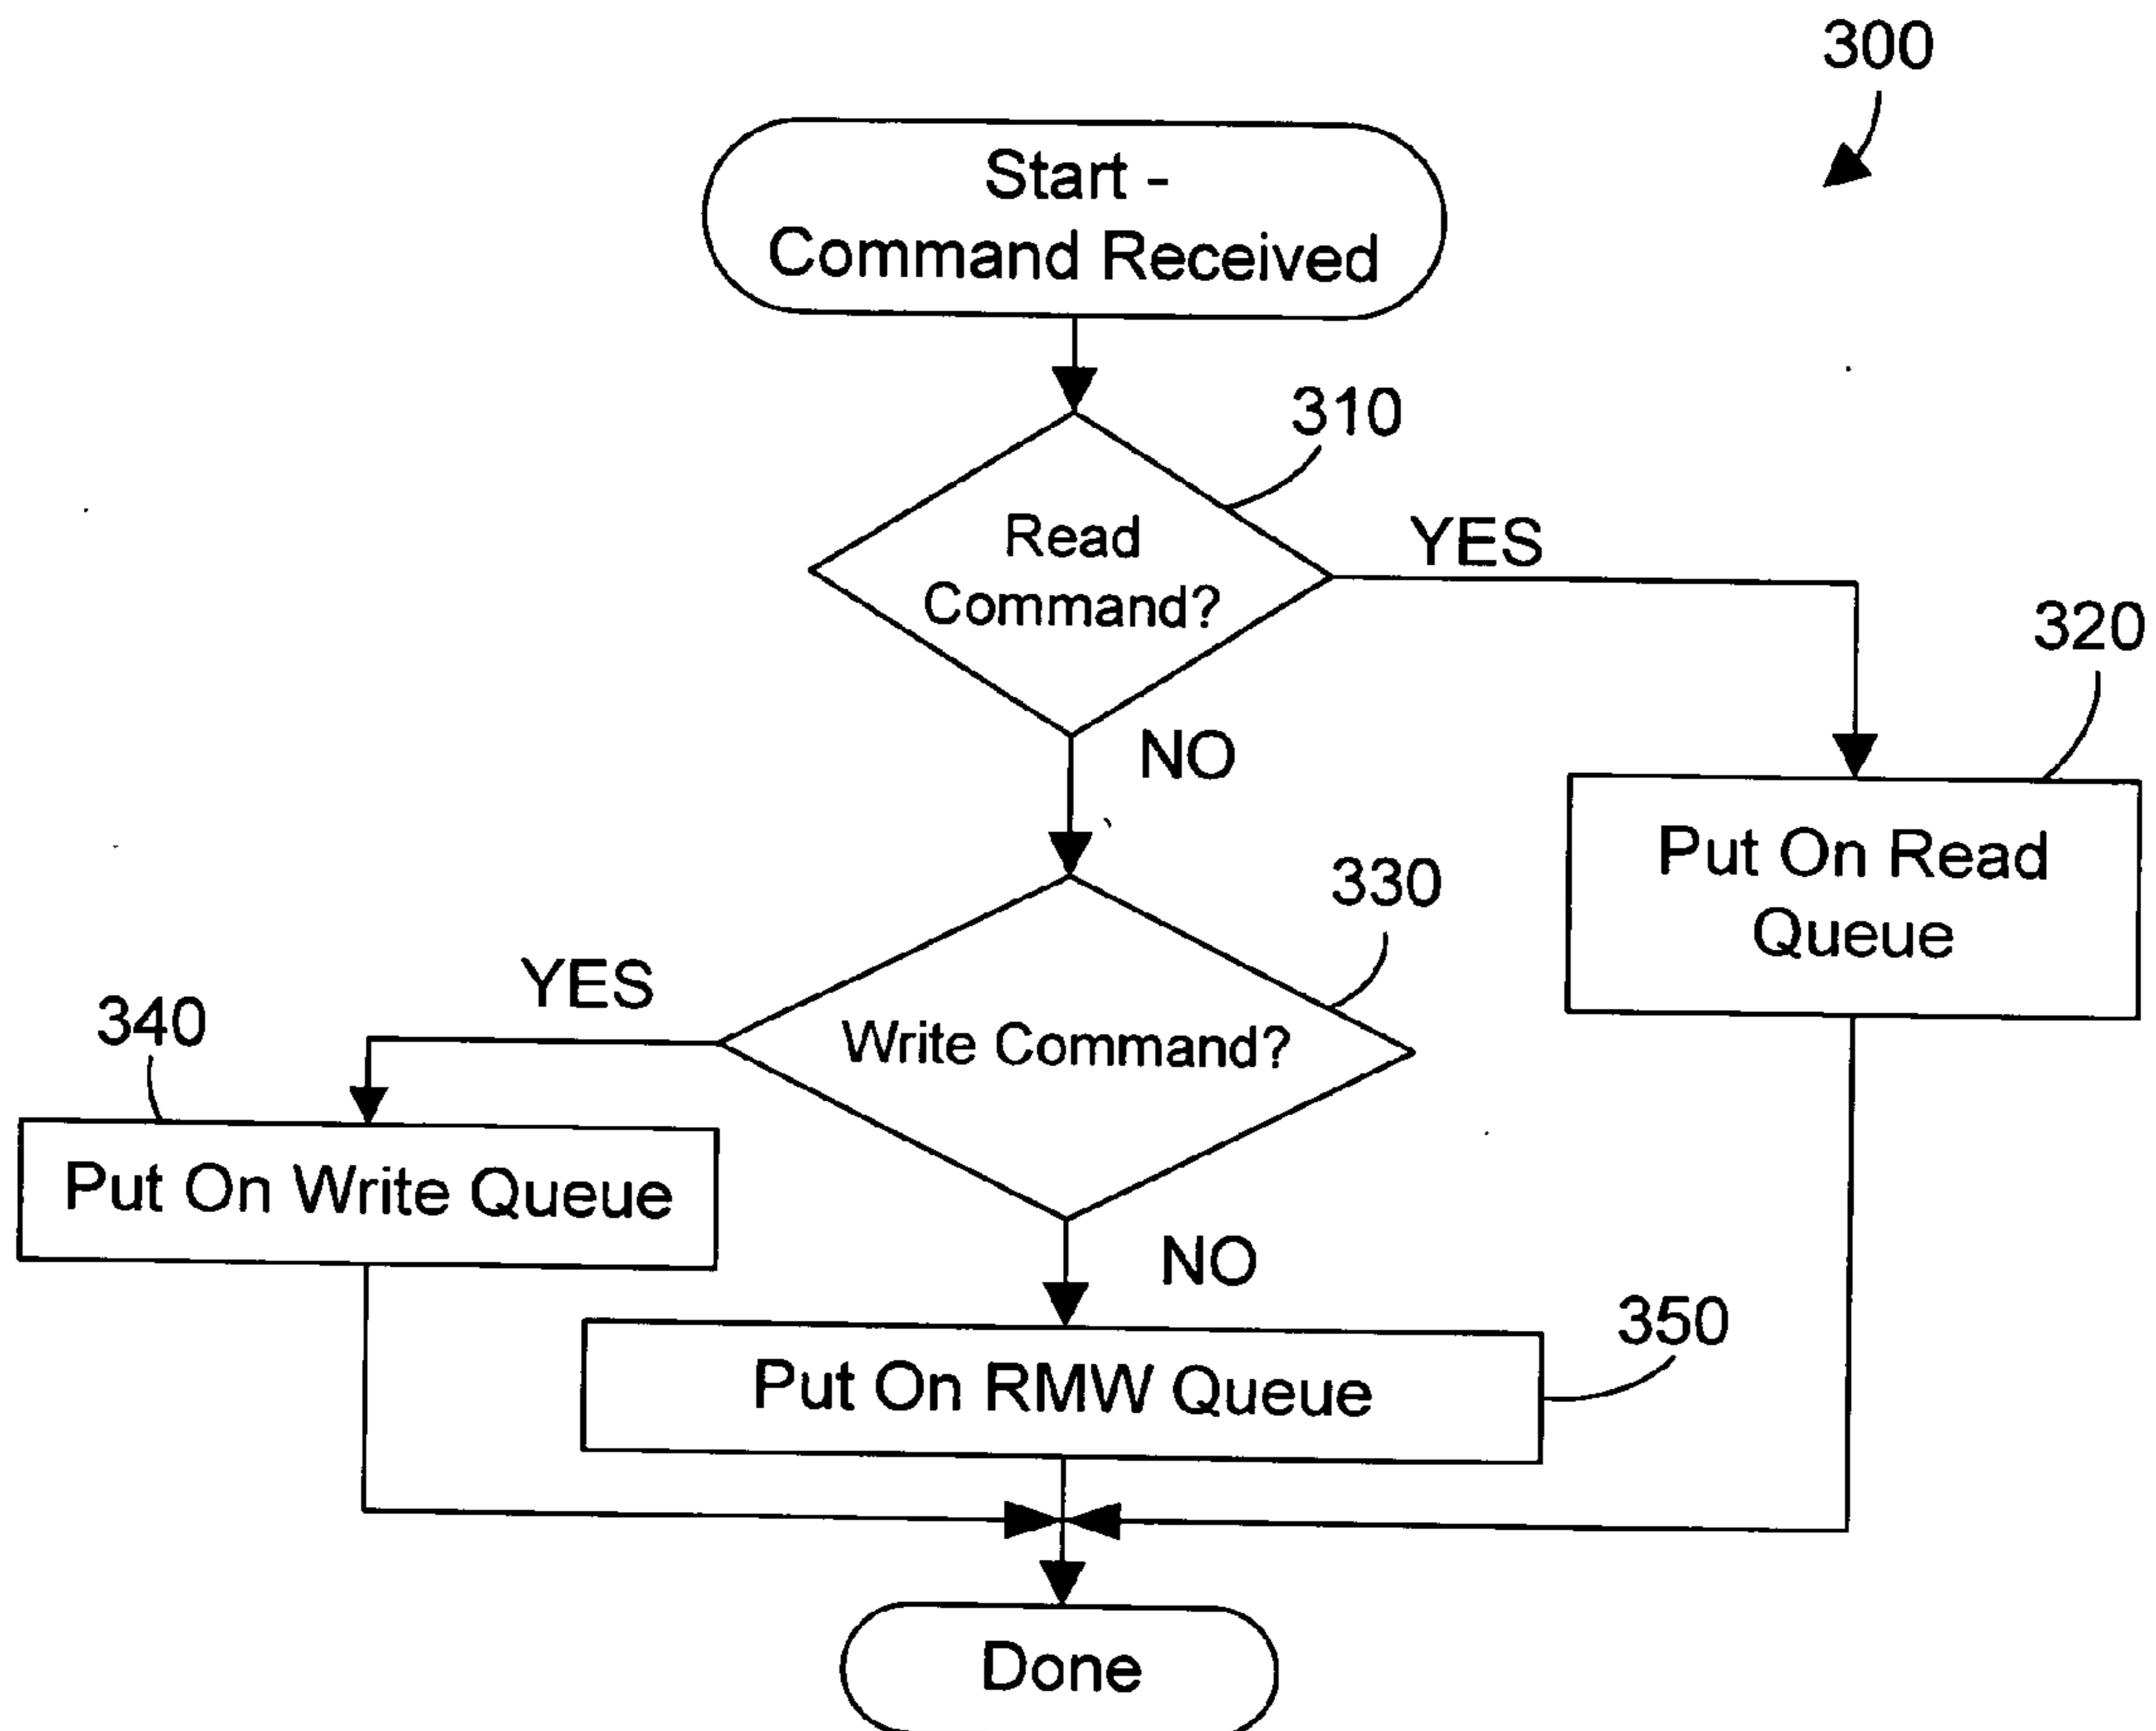 300
Start -
Command Received
310
Read
Command?
YES
320
NO
Put On Read
Queue
330
YES
340
Write Command?
Put On Write Queue
NO
350
Put On RMW Queue
Done